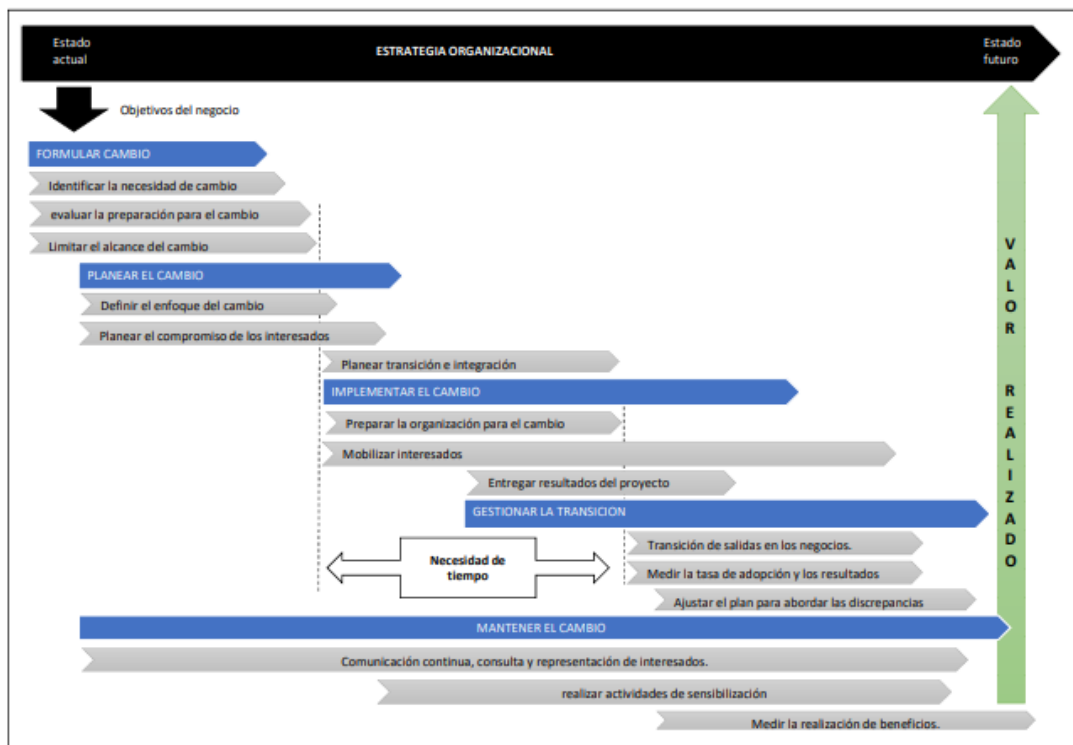 Estado
actual
ESTRATEGIA ORGANIZACIONAL
Estado
futuro
Objetivos del negocio
FORMULAR CAMBIO
Identificar la necesidad de cambio
evaluar la preparación para el cambio
Limitar el alcance del cambio
PLANEAR EL CAMBIO
Definir el enfoque del cambio
Planear el compromiso de los interesados
Planear transición e integración
IMPLEMENTAR EL CAMBIO
Preparar la organización para el cambio
Mobilizar interesados
Entregar resultados del proyecto
GESTIONAR LA TRANSICION
Transición de salidas en los negocios.
Necesidad de
tiempo
Medir la tasa de adopción y los resultados
Ajustar el plan para abordar las discrepancias
MANTENER EL CAMBIO
Comunicación continua, consulta y representación de interesados.
realizar actividades de sensibilización
Medir la realización de beneficios.
VALOR REALIZADO